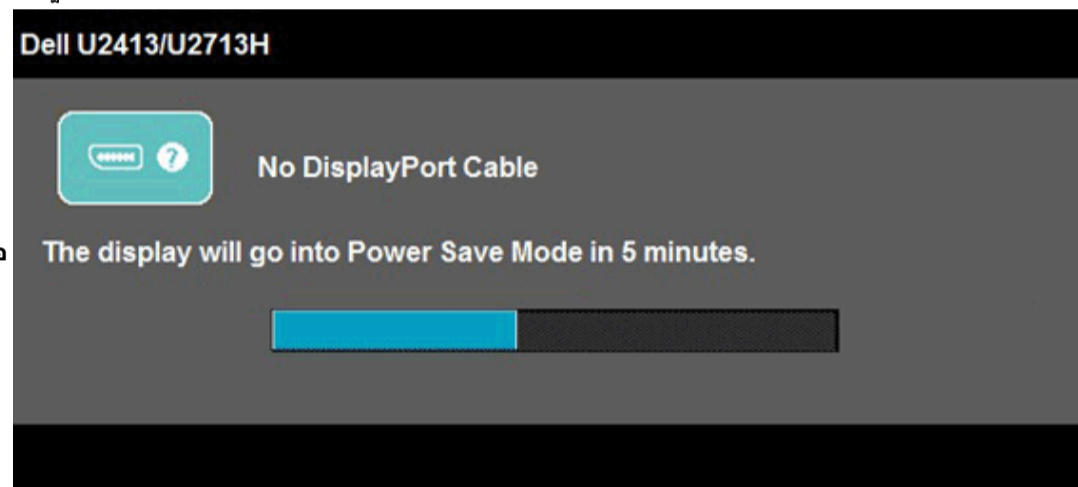 Dell U2413/U2713H
?
No DisplayPort Cable
The display will go into Power Save Mode in 5 minutes.